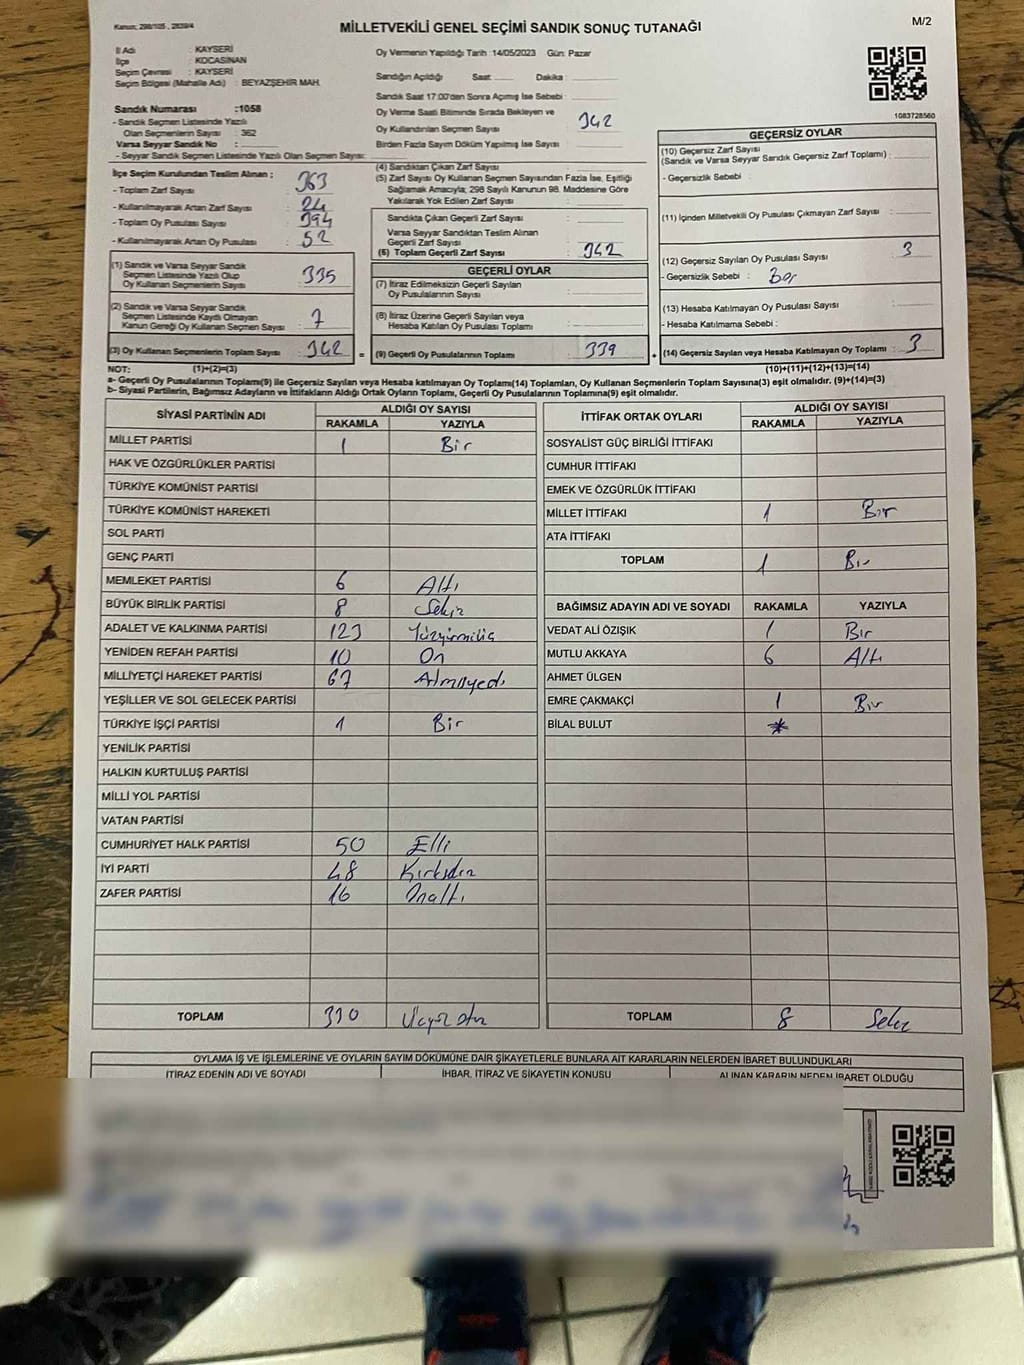 Kanun: 298/105 , 2839/4
MİLLETVEKİLİ GENEL SEÇİMİ SANDIK SONUÇ TUTANAĞI
M/2
İl Adı : KAYSERİ
İlçe : KOCASİNAN
Seçim Çevresi : KAYSERİ
Seçim Bölgesi (Mahalle Adı) : BEYAZŞEHİR MAH.
Oy Vermenin Yapıldığı Tarih :14/05/2023 Gün: Pazar
Sandığın Açıldığı Saat: Dakika :
Sandık Saat 17:00'den Sonra Açılmış İse Sebebi :
Sandık Numarası :1058
- Sandık Seçmen Listesinde Yazılı
Olan Seçmenlerin Sayısı : 362
Varsa Seyyar Sandık No :
- Seyyar Sandık Seçmen Listesinde Yazılı Olan Seçmen Sayısı:
Oy Verme Saati Bitiminde Sırada Bekleyen ve
Oy Kullandırılan Seçmen Sayısı : 342
Birden Fazla Sayım Döküm Yapılmış İse Sayısı :
1083728560
İlçe Seçim Kurulundan Teslim Alınan ;
- Toplam Zarf Sayısı : 363
- Kullanılmayarak Artan Zarf Sayısı : 24
- Toplam Oy Pusulası Sayısı : 394
- Kullanılmayarak Artan Oy Pusulası : 52
(4) Sandıktan Çıkan Zarf Sayısı :
(5) Zarf Sayısı Oy Kullanan Seçmen Sayısından Fazla İse, Eşitliği
Sağlamak Amacıyla; 298 Sayılı Kanunun 98. Maddesine Göre
Yakılarak Yok Edilen Zarf Sayısı :
Sandıkta Çıkan Geçerli Zarf Sayısı :
Varsa Seyyar Sandıktan Teslim Alınan
Geçerli Zarf Sayısı :
(6) Toplam Geçerli Zarf Sayısı : 342
GEÇERSİZ OYLAR
(10) Geçersiz Zarf Sayısı
(Sandık ve Varsa Seyyar Sandık Geçersiz Zarf Toplamı) :
- Geçersizlik Sebebi :
(11) İçinden Milletvekili Oy Pusulası Çıkmayan Zarf Sayısı :
(12) Geçersiz Sayılan Oy Pusulası Sayısı : 3
- Geçersizlik Sebebi :
(13) Hesaba Katılmayan Oy Pusulası Sayısı :
- Hesaba Katılmama Sebebi :
(14) Geçersiz Sayılan veya Hesaba Katılmayan Oy Toplamı : 3
(1) Sandık ve Varsa Seyyar Sandık
Seçmen Listesinde Yazılı Olup
Oy Kullanan Seçmenlerin Sayısı : 335
(2) Sandık ve Varsa Seyyar Sandık
Seçmen Listesinde Kaydı Olmayan
Kanun Gereği Oy Kullanan Seçmen Sayısı : 7
(3) Oy Kullanan Seçmenlerin Toplam Sayısı : 342 =
GEÇERLİ OYLAR
(7) İtiraz Edilmeksizin Geçerli Sayılan
Oy Pusulalarının Sayısı :
(8) İtiraz Üzerine Geçerli Sayılan veya
Hesaba Katılan Oy Pusulası Toplamı :
(9) Geçerli Oy Pusulalarının Toplamı : 339 +
NOT: (1)+(2)=(3) (10)+(11)+(12)+(13)=(14)
a- Geçerli Oy Pusulalarının Toplamı(9) ile Geçersiz Sayılan veya Hesaba katılmayan Oy Toplamı(14) Toplamları, Oy Kullanan Seçmenlerin Toplam Sayısına(3) eşit olmalıdır. (9)+(14)=(3)
b- Siyasi Partilerin, Bağımsız Adayların ve İttifakların Aldığı Ortak Oyların Toplamı, Geçerli Oy Pusulalarının Toplamına(9) eşit olmalıdır.
SİYASİ PARTİNİN ADI ALDIĞI OY SAYISI
RAKAMLA YAZIYLA
MİLLET PARTİSİ 1 Bir
HAK VE ÖZGÜRLÜKLER PARTİSİ
TÜRKİYE KOMÜNİST PARTİSİ
TÜRKİYE KOMÜNİST HAREKETİ
SOL PARTİ
GENÇ PARTİ
MEMLEKET PARTİSİ 6 Altı
BÜYÜK BİRLİK PARTİSİ 8 Sekiz
ADALET VE KALKINMA PARTİSİ 123 Yüzyirmiüç
YENİDEN REFAH PARTİSİ 10 On
MİLLİYETÇİ HAREKET PARTİSİ 67 Atmışyedi
YEŞİLLER VE SOL GELECEK PARTİSİ
TÜRKİYE İŞÇİ PARTİSİ 1 Bir
YENİLİK PARTİSİ
HALKIN KURTULUŞ PARTİSİ
MİLLİ YOL PARTİSİ
VATAN PARTİSİ
CUMHURİYET HALK PARTİSİ 50 Elli
İYİ PARTİ 48 Kırksekiz
ZAFER PARTİSİ 16 Onaltı
TOPLAM 330 Üçyüz otuz
İTTİFAK ORTAK OYLARI ALDIĞI OY SAYISI
RAKAMLA YAZIYLA
SOSYALİST GÜÇ BİRLİĞİ İTTİFAKI
CUMHUR İTTİFAKI
EMEK VE ÖZGÜRLÜK İTTİFAKI
MİLLET İTTİFAKI 1 Bir
ATA İTTİFAKI
TOPLAM 1 Bir
BAĞIMSIZ ADAYIN ADI VE SOYADI RAKAMLA YAZIYLA
VEDAT ALİ ÖZIŞIK 1 Bir
MUTLU AKKAYA 6 Altı
AHMET ÜLGEN
EMRE ÇAKMAKÇİ 1 Bir
BİLAL BULUT *
TOPLAM 8 Sekiz
OYLAMA İŞ VE İŞLEMLERİNE VE OYLARIN SAYIM DÖKÜMÜNE DAİR ŞİKAYETLERLE BUNLARA AİT KARARLARIN NELERDEN İBARET BULUNDUKLARI
İTİRAZ EDENİN ADI VE SOYADI İHBAR, İTİRAZ VE ŞİKAYETİN KONUSU ALINAN KARARIN NEDEN İBARET OLDUĞU